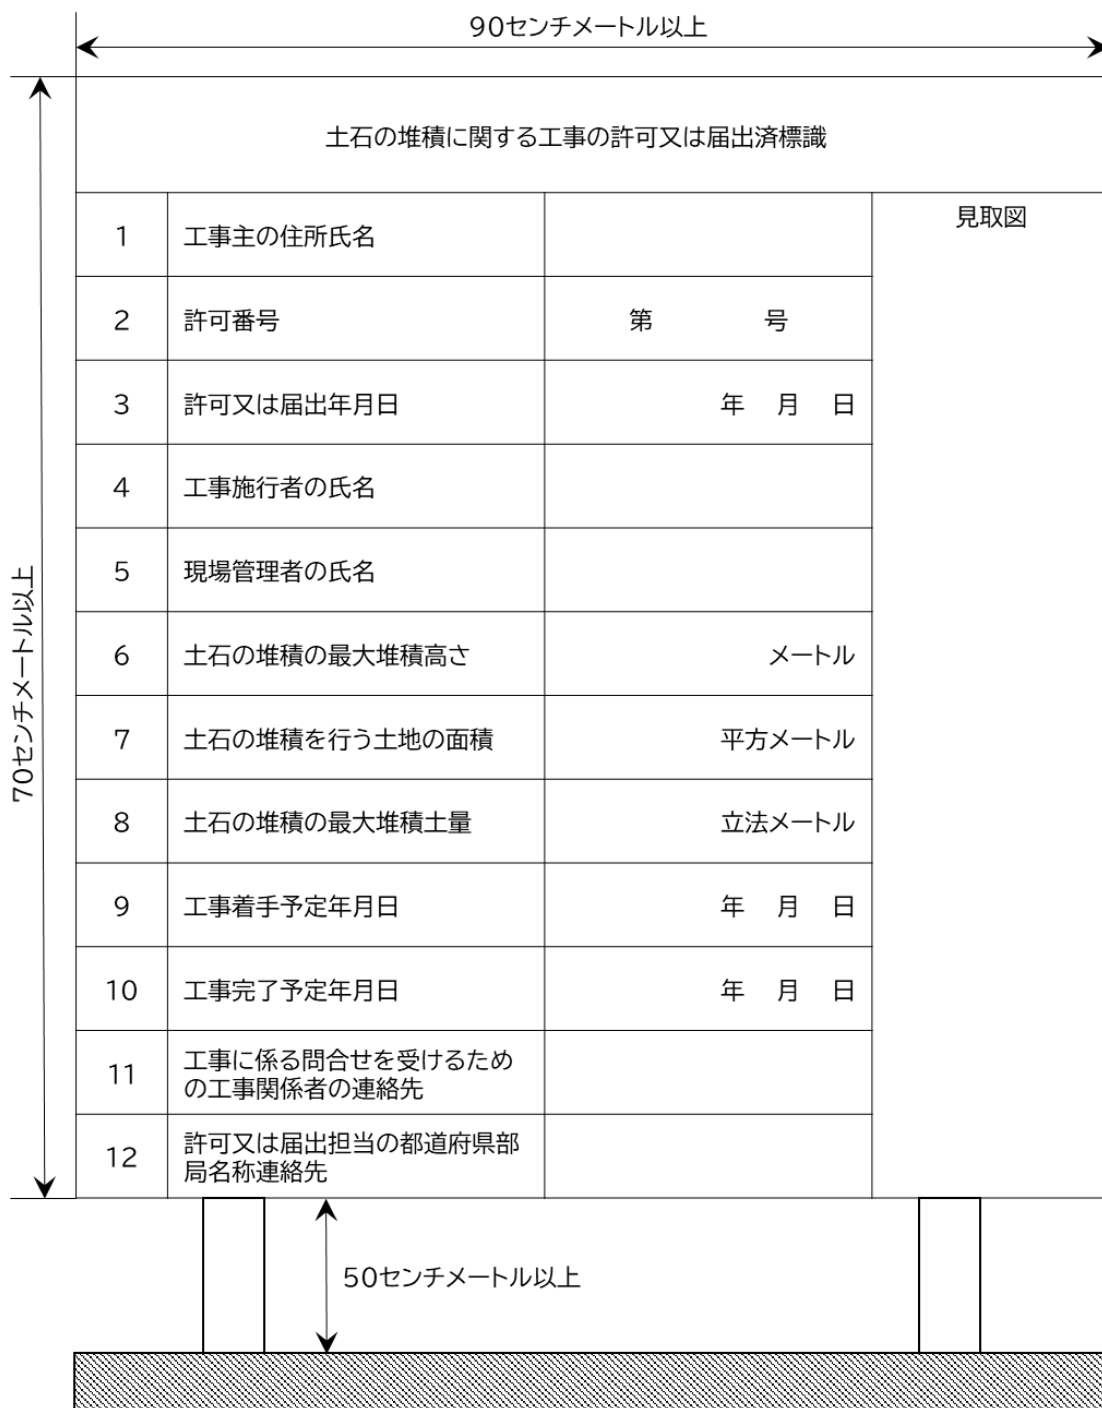 90センチメートル以上
土石の堆積に関する工事の許可又は届出済標識
見取図
1 工事主の住所氏名
2 許可番号 第 号
3 許可又は届出年月日 年 月 日
4 工事施行者の氏名
5 現場管理者の氏名
6 土石の堆積の最大堆積高さ メートル
7 土石の堆積を行う土地の面積 平方メートル
8 土石の堆積の最大堆積土量 立法メートル
9 工事着手予定年月日 年 月 日
10 工事完了予定年月日 年 月 日
11 工事に係る問合せを受けるため
の工事関係者の連絡先
12 許可又は届出担当の都道府県部
局名称連絡先
70センチメートル以上
50センチメートル以上